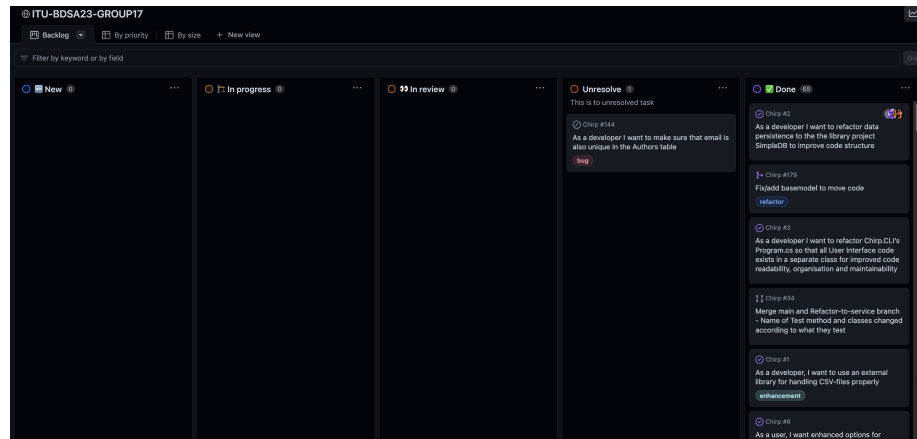 ITU-BDSA23-GROUP17
Backlog
By priority
By size
+ New view
Filter by keyword or by field
New 0
In progress 0
In review 0
Unresolve 1
This is to unresolved task
Chirp #144
As a developer I want to make sure that email is
also unique in the Authors table
bug
Done 68
Chirp #2
As a developer I want to refactor data
persistence to the the library project
SimpleDB to improve code structure
Chirp #179
Fix/add basemodel to move code
refactor
Chirp #3
As a developer I want to refactor Chirp.CLI's
Program.cs so that all User Interface code
exists in a separate class for improved code
readability, organisation and maintainability
Chirp #34
Merge main and Refactor-to-service branch
- Name of Test method and classes changed
according to what they test
Chirp #1
As a developer, I want to use an external
library for handling CSV-files properly
enhancement
Chirp #6
As a user, I want enhanced options for